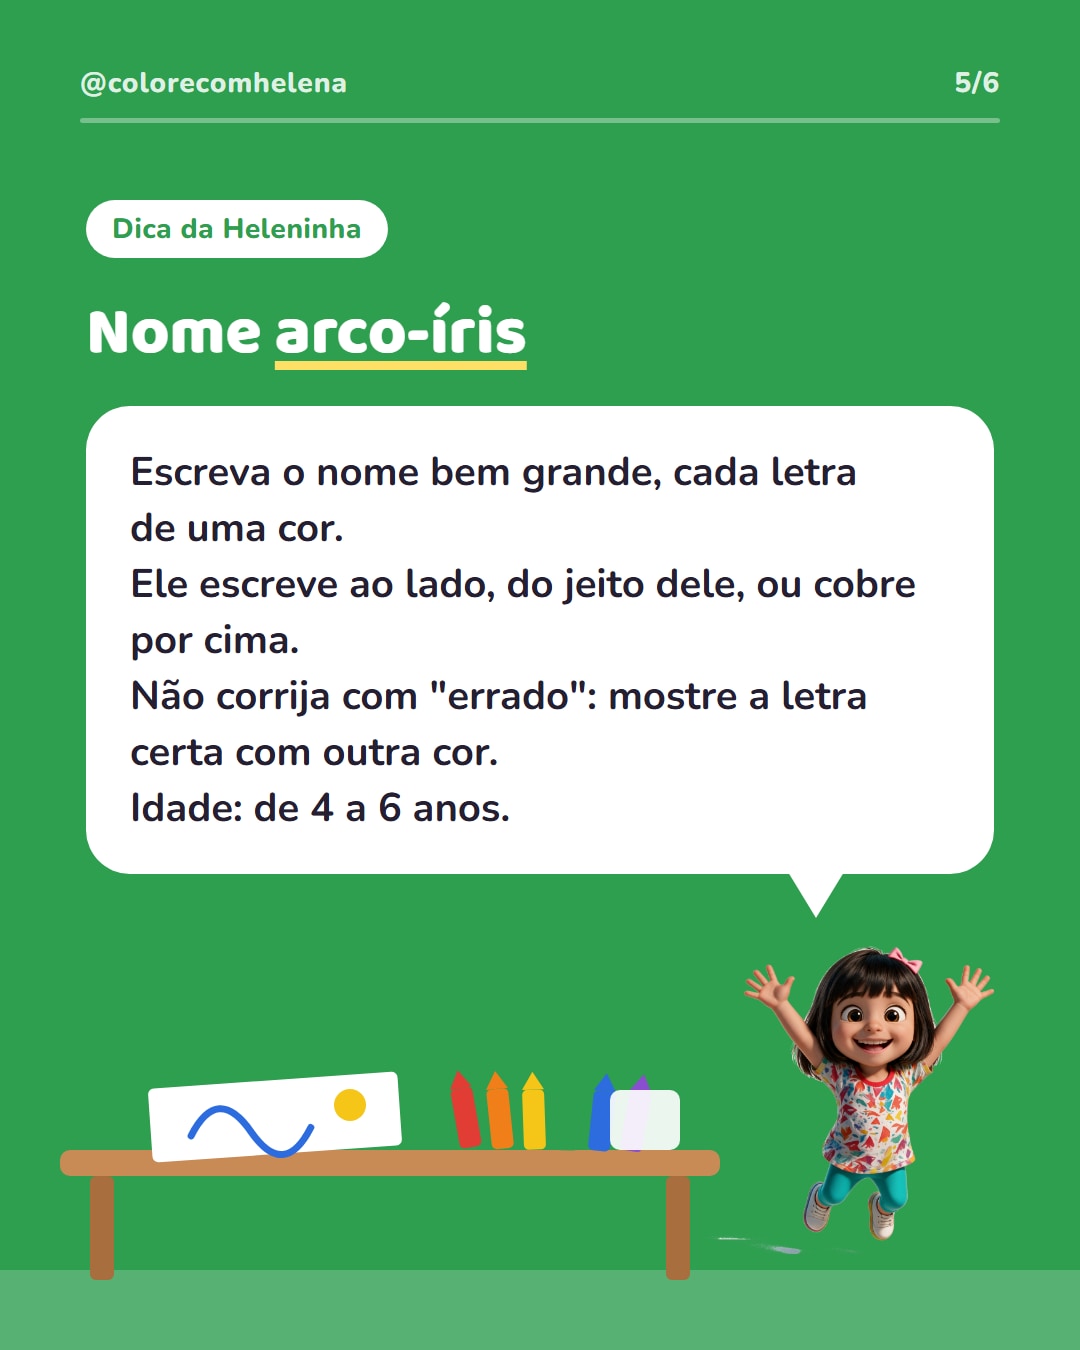 @colorecomhelena
5/6
Dica da Heleninha
Nome arco-íris
Escreva o nome bem grande, cada letra
de uma cor.
Ele escreve ao lado, do jeito dele, ou cobre
por cima.
Não corrija com "errado": mostre a letra
certa com outra cor.
Idade: de 4 a 6 anos.